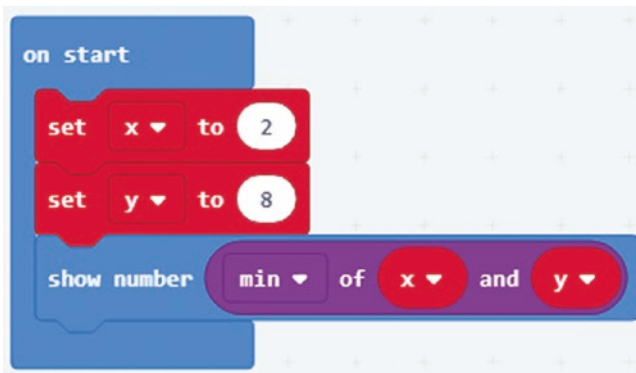 on start
set x to 2
set y to 8
show number min of x and y